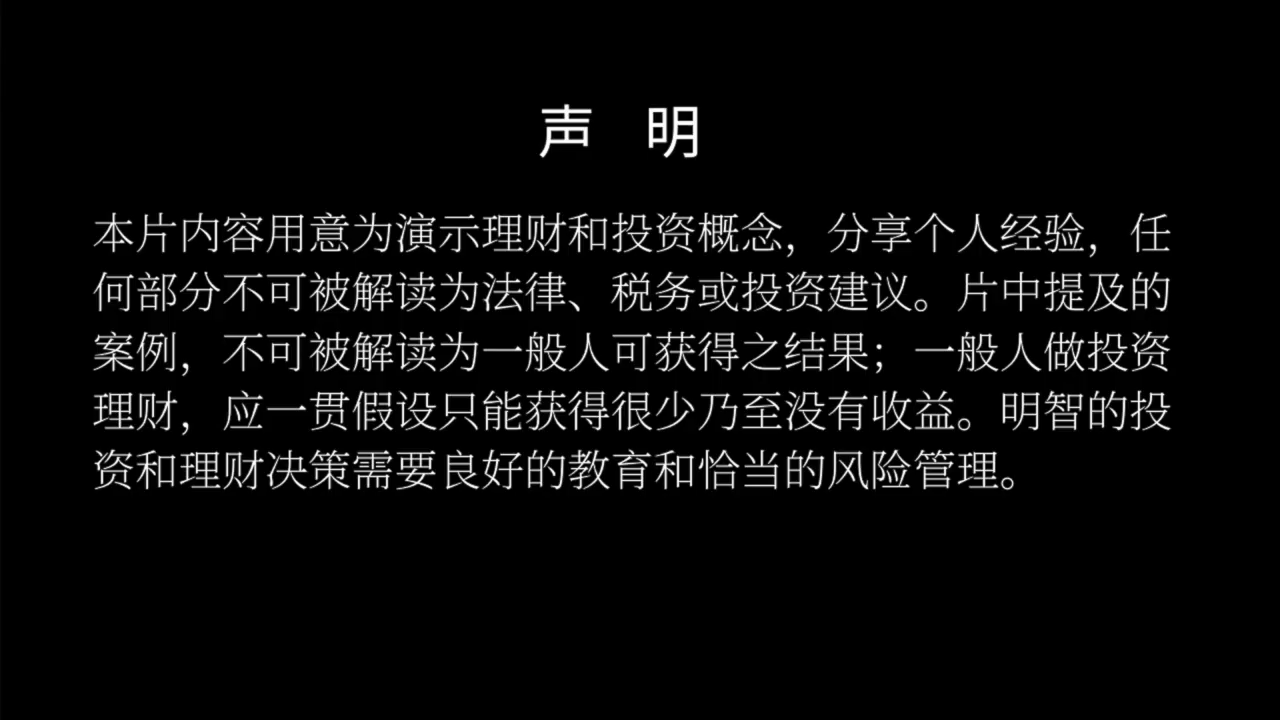 声 明
本片内容用意为演示理财和投资概念，分享个人经验，任
何部分不可被解读为法律、税务或投资建议。片中提及的
案例，不可被解读为一般人可获得之结果；一般人做投资
理财，应一贯假设只能获得很少乃至没有收益。明智的投
资和理财决策需要良好的教育和恰当的风险管理。